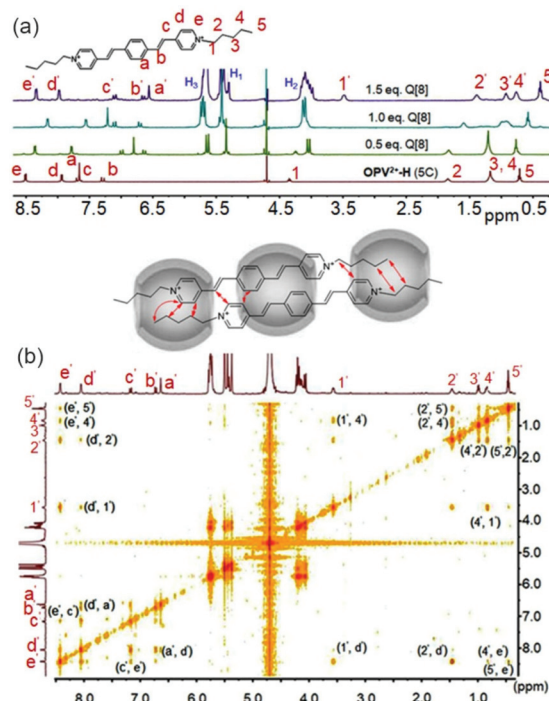 (a)
d e 2 4 5
c
N+
1 3
a b
N+
e' d' c' b' a' H3 H1 H2 1' 2' 3' 4' 5'
1.5 eq. Q[8]
1.0 eq. Q[8]
0.5 eq. Q[8]
e d a c b 1 OPV2+-H (5C) 2 3, 4 5
8.5 7.5 6.5 5.5 4.5 3.5 2.5 1.5 0.5
ppm
N+
N+
N+
N+
(b)
e' d' c' b' a' 1' 2' 3' 4' 5'
5' (e', 5') (2', 5')
4' (e', 4') (1', 4') (2', 4')
3'
2' (d', 2') (4',2') (5',2')
1.0
2.0
3.0
1' (d', 1') (4', 1')
4.0
5.0
6.0
a' (d', a')
b' (e', c')
c' 7.0
d' (c', e') (a', d') (1', d') (2', d') (4', e')
8.0
e' (5', e')
8.0 7.0 6.0 5.0 4.0 3.0 2.0 1.0 (ppm)